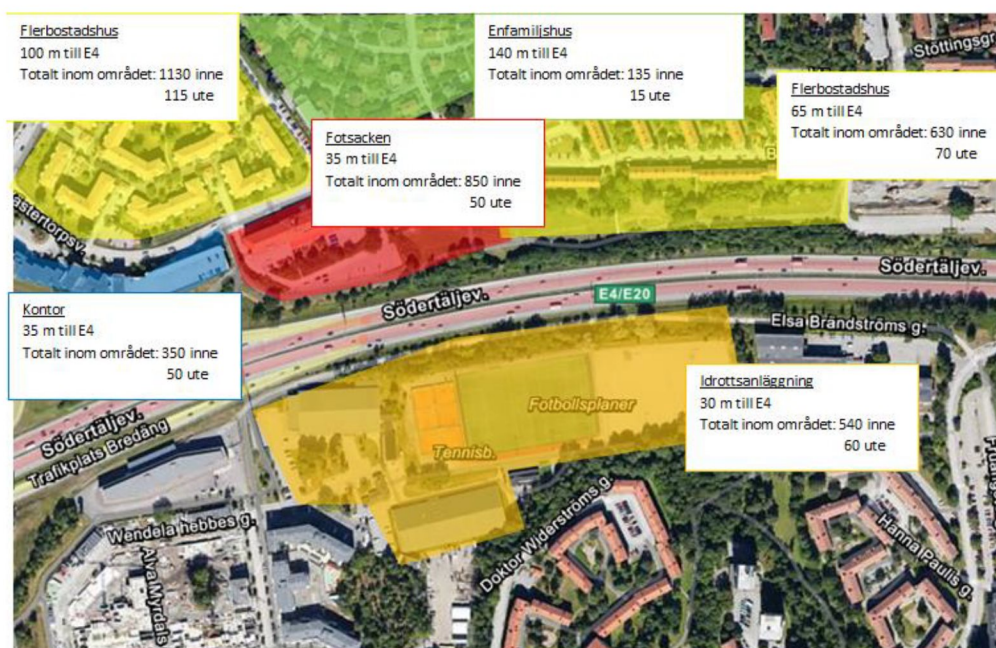 Flerbostadshus
100 m till E4
Totalt inom området: 1130 inne
115 ute
Enfamiljshus
140 m till E4
Totalt inom området: 135 inne
15 ute
Stöttingsgr
Flerbostadshus
65 m till E4
Totalt inom området: 630 inne
70 ute
B
Fotsacken
35 m till E4
Totalt inom området: 850 inne
50 ute
ästertorpsv.
Södertäljev.
Södertäljev.
E4/E20
Elsa Brändströms g.
Kontor
35 m till E4
Totalt inom området: 350 inne
50 ute
Idrottsanläggning
30 m till E4
Totalt inom området: 540 inne
60 ute
Fotbollsplaner
Tennisb.
Södertäljev.
Trafikplats Bredäng
Wendela hebbes g.
Alva Myrdals
Doktor Widerströms g.
Hanna Paulis g.